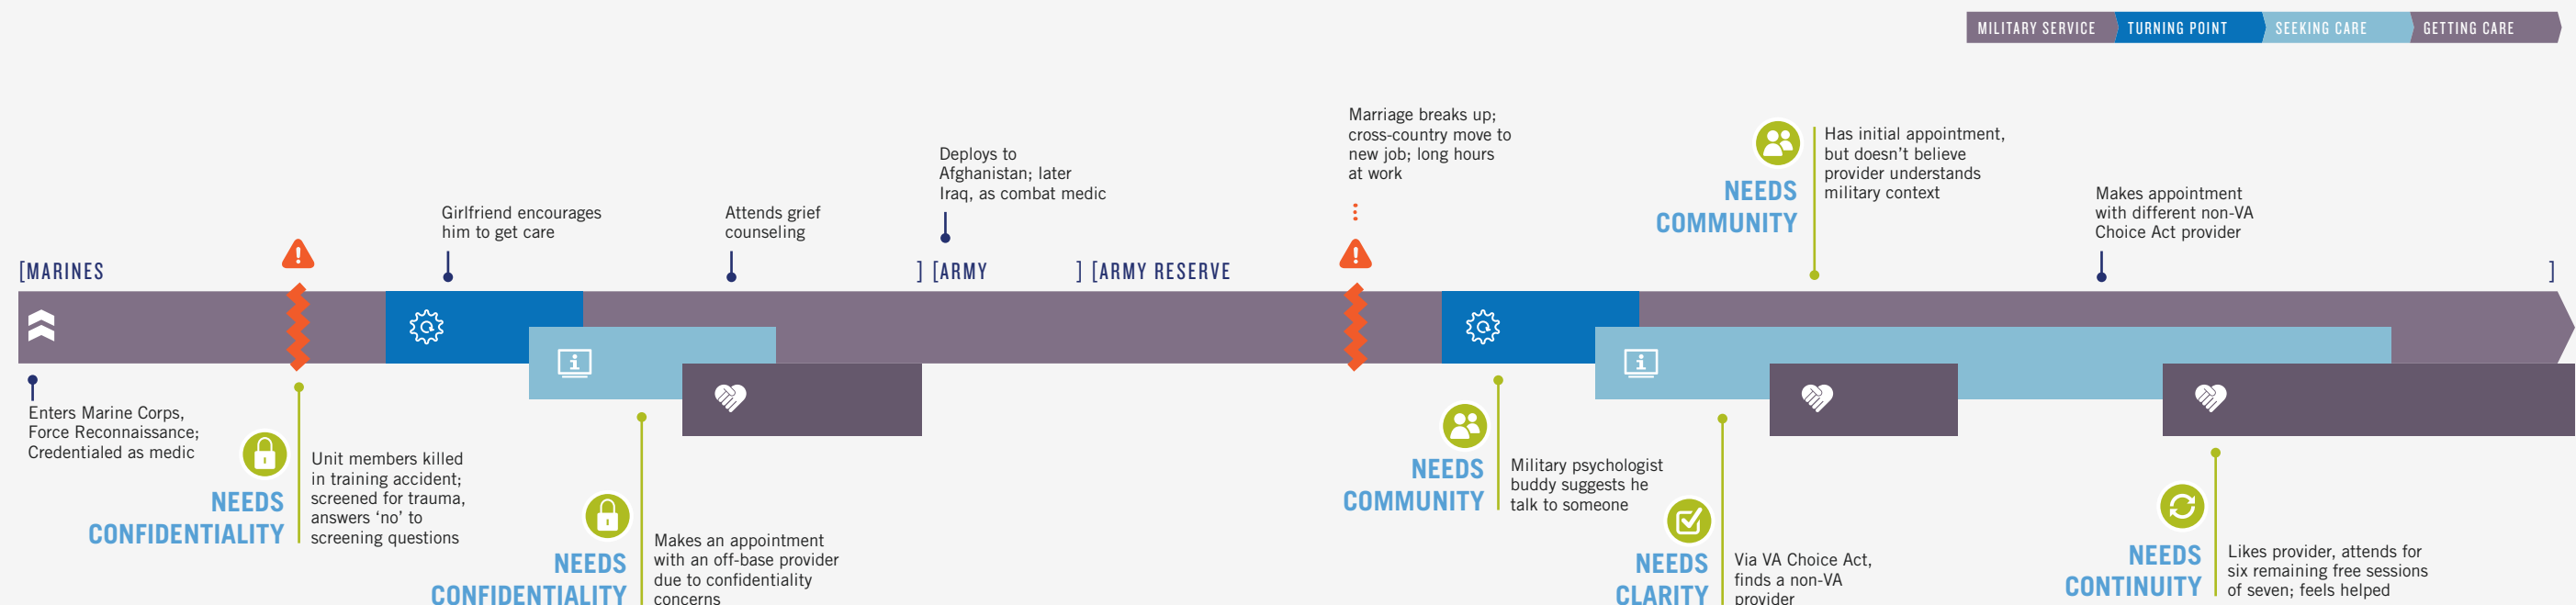 MILITARY SERVICE
TURNING POINT
SEEKING CARE
GETTING CARE
[MARINES
Enters Marine Corps,
Force Reconnaissance;
Credentialed as medic
NEEDS
CONFIDENTIALITY
Unit members killed
in training accident;
screened for trauma,
answers ‘no’ to
screening questions
Girlfriend encourages
him to get care
NEEDS
CONFIDENTIALITY
Makes an appointment
with an off-base provider
due to confidentiality
concerns
Attends grief
counseling
] [ARMY
Deploys to
Afghanistan; later
Iraq, as combat medic
] [ARMY RESERVE
Marriage breaks up;
cross-country move to
new job; long hours
at work
NEEDS
COMMUNITY
Military psychologist
buddy suggests he
talk to someone
NEEDS
CLARITY
Via VA Choice Act,
finds a non-VA
provider
NEEDS
COMMUNITY
Has initial appointment,
but doesn’t believe
provider understands
military context
Makes appointment
with different non-VA
Choice Act provider
NEEDS
CONTINUITY
Likes provider, attends for
six remaining free sessions
of seven; feels helped
]